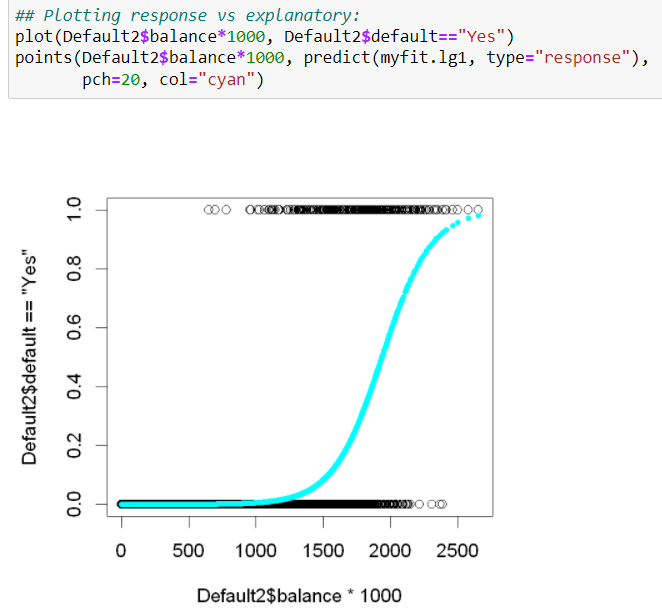 ## Plotting response vs explanatory:
plot(Default2$balance*1000, Default2$default=="Yes")
points(Default2$balance*1000, predict(myfit.lg1, type="response"),
pch=20, col="cyan")
Default2$default == "Yes"
1.0
0.8
0.6
0.4
0.2
0.0
0 500 1000 1500 2000 2500
Default2$balance * 1000